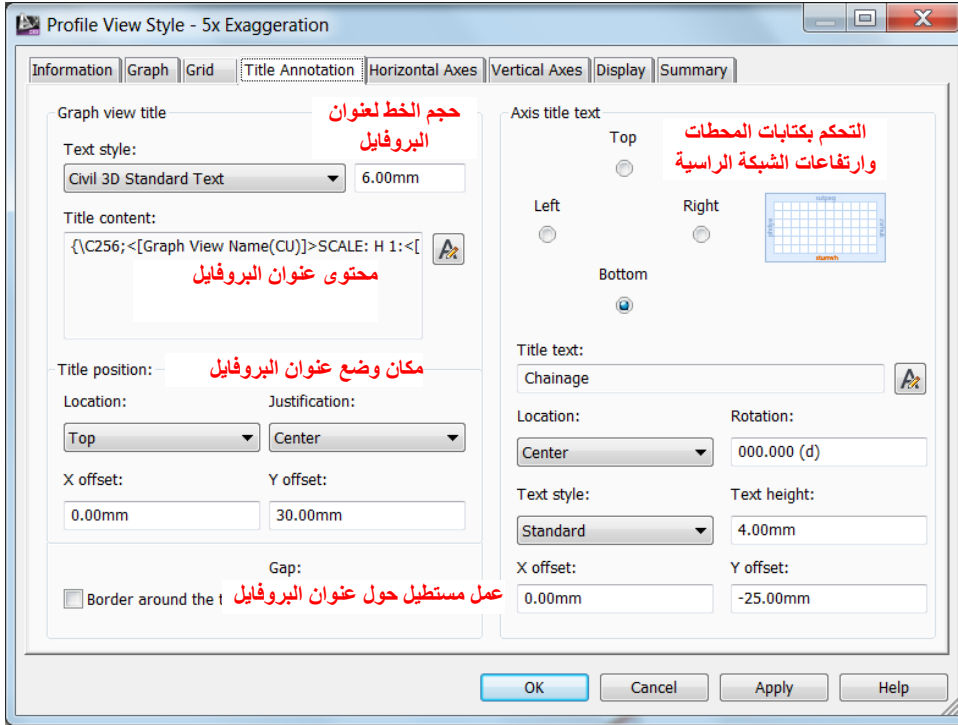 Profile View Style - 5x Exaggeration
Information Graph Grid Title Annotation Horizontal Axes Vertical Axes Display Summary
Graph view title
حجم الخط لعنوان
البروفايل
Text style:
Civil 3D Standard Text
6.00mm
Title content:
{\C256;<[Graph View Name(CU)]>SCALE: H 1:<[
محتوى عنوان البروفايل
Title position:
مكان وضع عنوان البروفايل
Location:
Justification:
Top
Center
X offset:
Y offset:
0.00mm
30.00mm
Gap:
Border around the t
عمل مستطيل حول عنوان البروفايل
Axis title text
التحكم بكتابات المحطات
وارتفاعات الشبكة الراسية
Top
Left
Right
Bottom
Title text:
Chainage
Location:
Rotation:
Center
000.000 (d)
Text style:
Text height:
Standard
4.00mm
X offset:
Y offset:
0.00mm
-25.00mm
OK
Cancel
Apply
Help